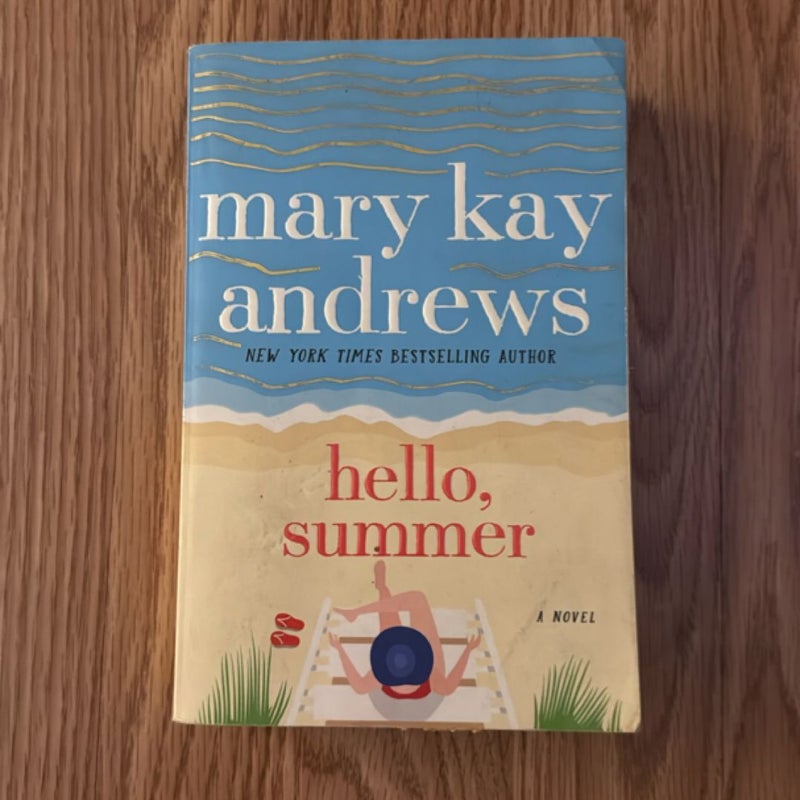 mary kay
andrews
NEW YORK TIMES BESTSELLING AUTHOR
hello,
summer
A NOVEL